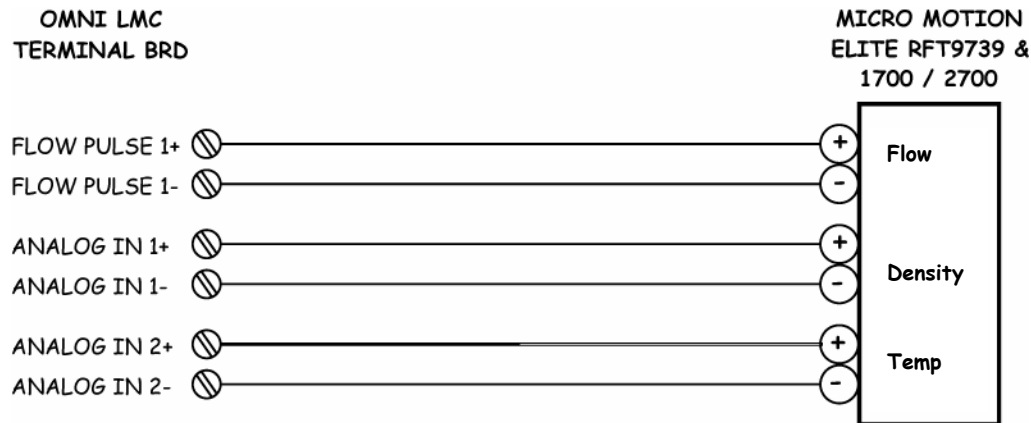 OMNI LMC
TERMINAL BRD
MICRO MOTION
ELITE RFT9739 &
1700 / 2700
FLOW PULSE 1+
+
Flow
FLOW PULSE 1-
-
ANALOG IN 1+
+
Density
ANALOG IN 1-
-
ANALOG IN 2+
+
Temp
ANALOG IN 2-
-